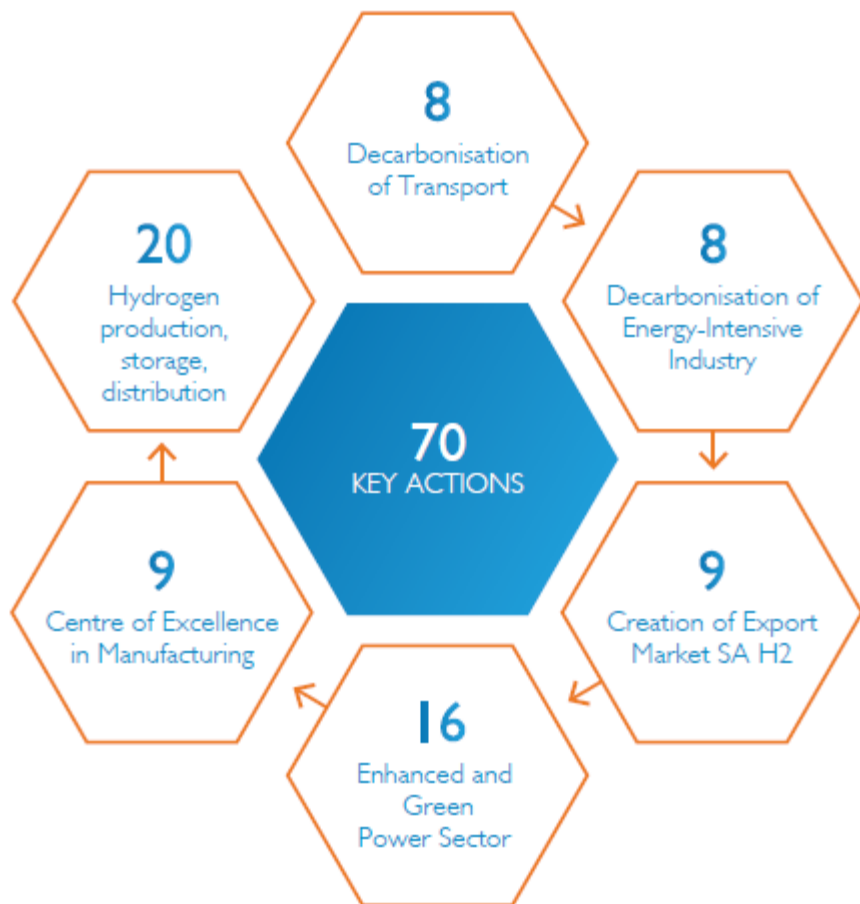 8
Decarbonisation
of Transport
8
Decarbonisation of
Energy-Intensive
Industry
9
Creation of Export
Market SA H2
16
Enhanced and
Green
Power Sector
9
Centre of Excellence
in Manufacturing
20
Hydrogen
production,
storage,
distribution
70
KEY ACTIONS